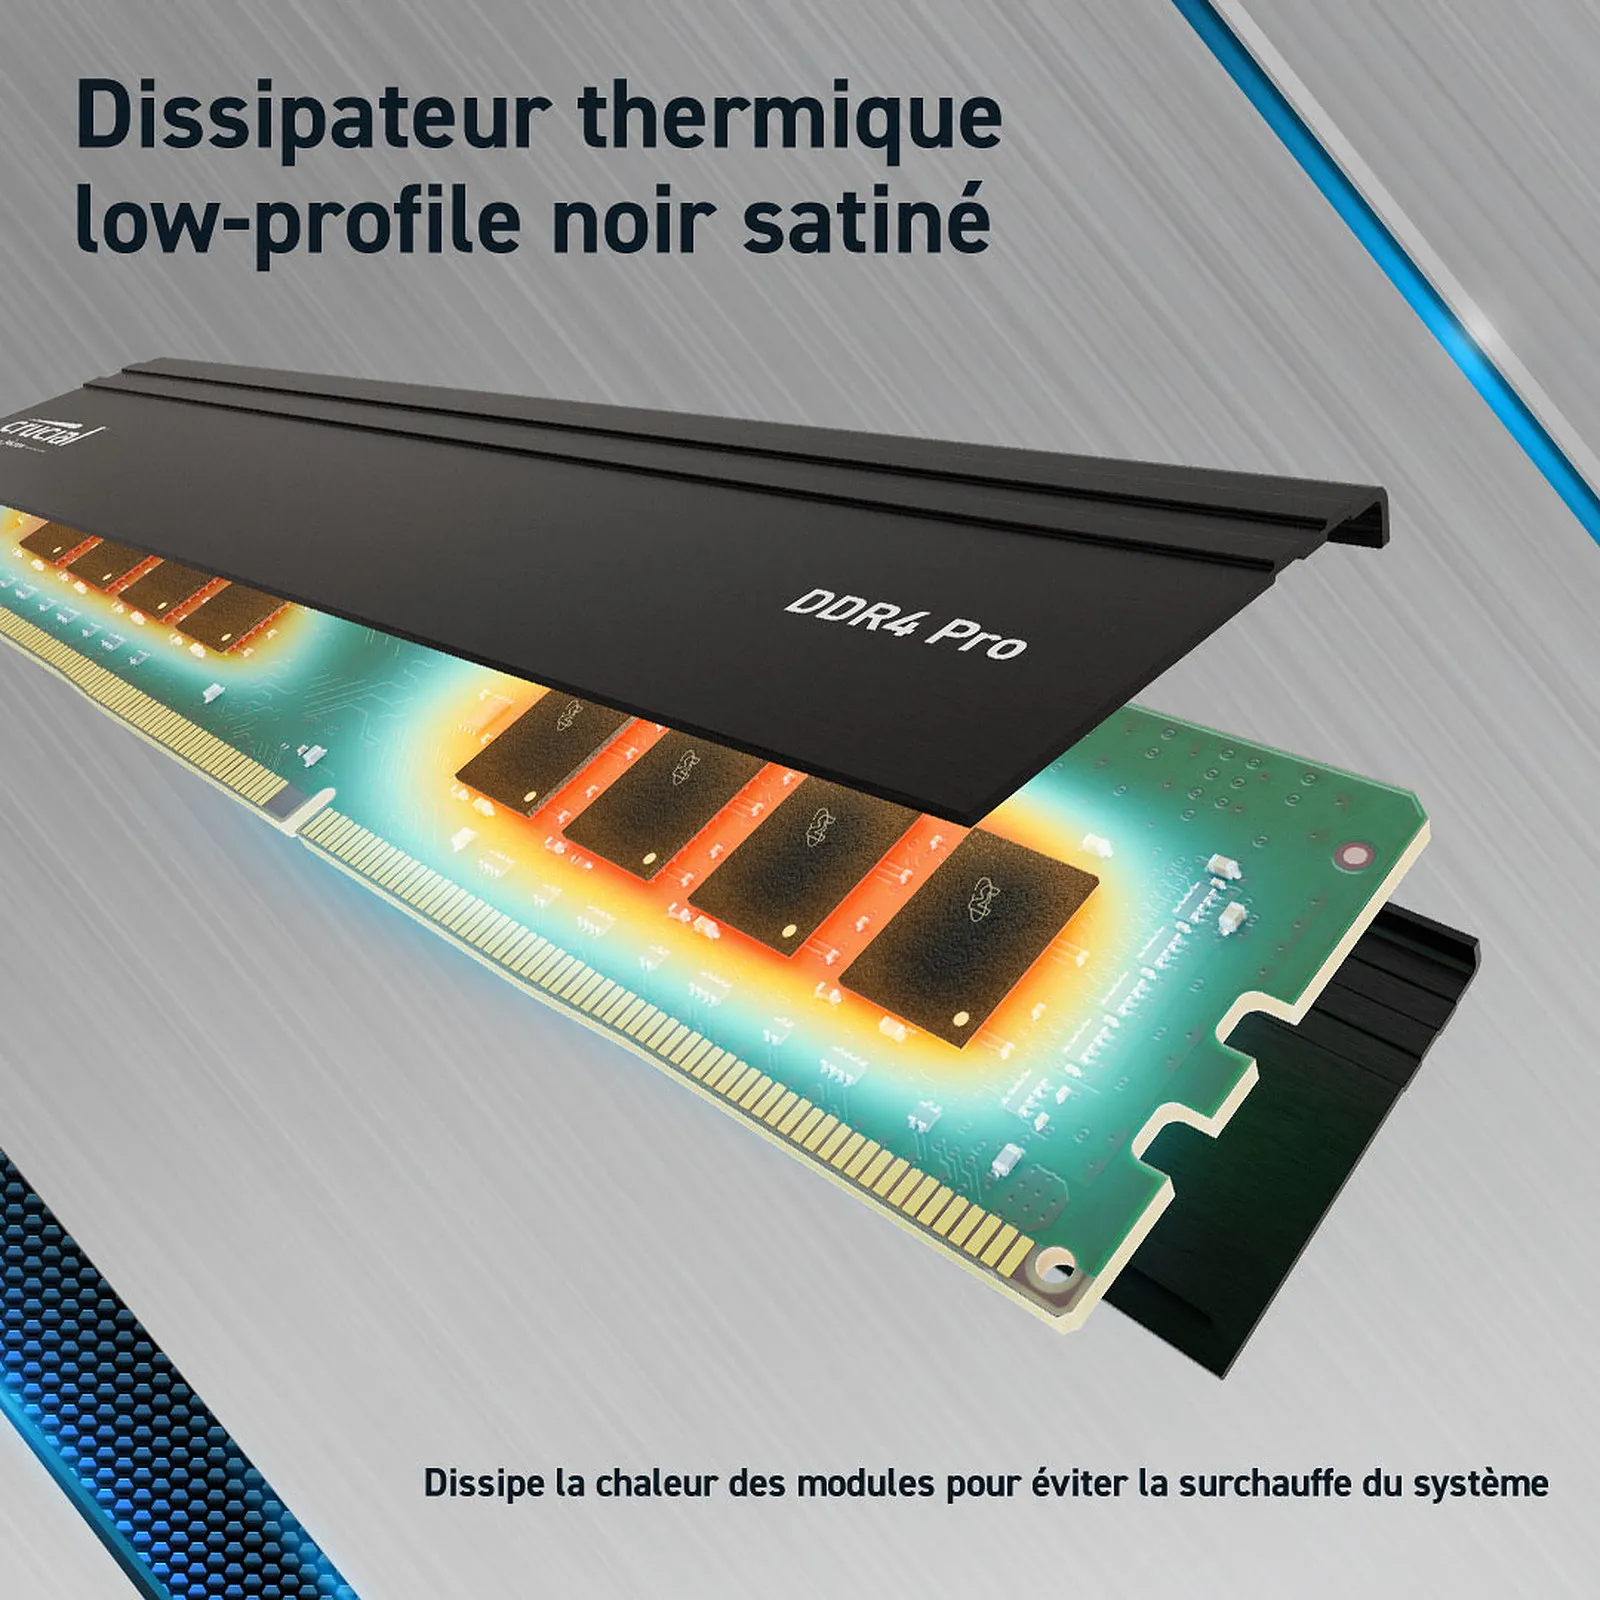 Dissipateur thermique
low-profile noir satiné
crucial
DDR4 Pro
Dissipe la chaleur des modules pour éviter la surchauffe du système